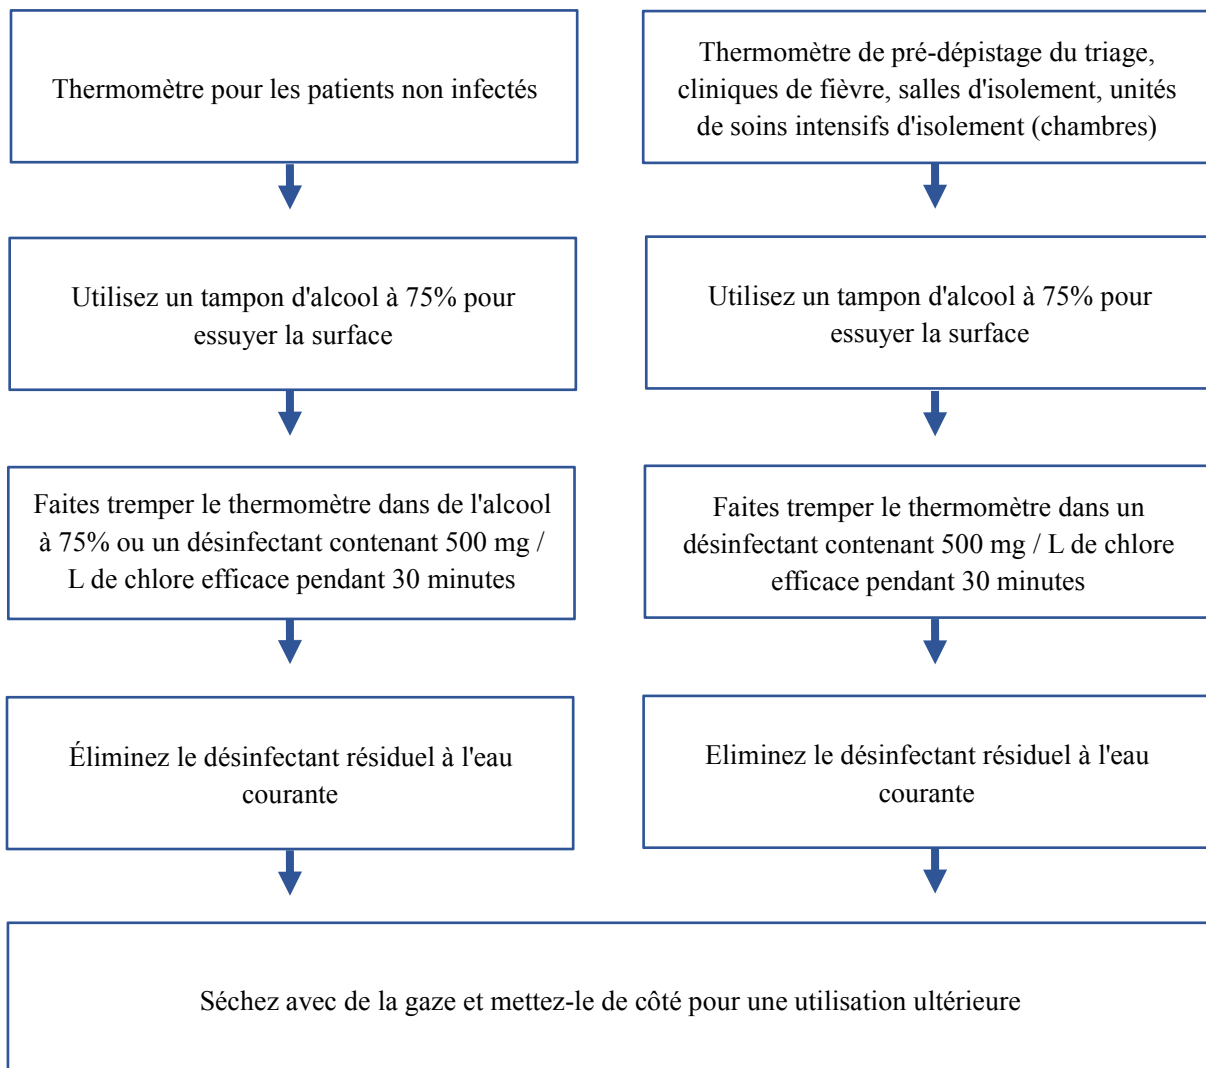 Thermomètre pour les patients non infectés
Thermomètre de pré-dépistage du triage,
cliniques de fièvre, salles d'isolement, unités
de soins intensifs d'isolement (chambres)
Utilisez un tampon d'alcool à 75% pour
essuyer la surface
Utilisez un tampon d'alcool à 75% pour
essuyer la surface
Faites tremper le thermomètre dans de l'alcool
à 75% ou un désinfectant contenant 500 mg /
L de chlore efficace pendant 30 minutes
Faites tremper le thermomètre dans un
désinfectant contenant 500 mg / L de chlore
efficace pendant 30 minutes
Éliminez le désinfectant résiduel à l'eau
courante
Eliminez le désinfectant résiduel à l'eau
courante
Séchez avec de la gaze et mettez-le de côté pour une utilisation ultérieure